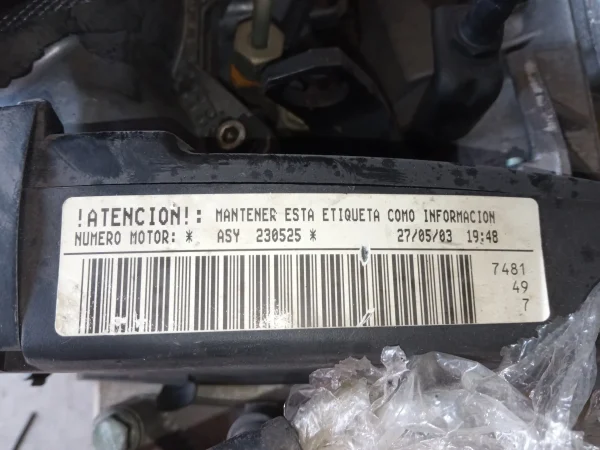 !ATENCION!: MANTENER ESTA ETIQUETA COMO INFORMACION
NUMERO MOTOR: * ASY 230525 * 27/05/03 19:48
7481
49
7